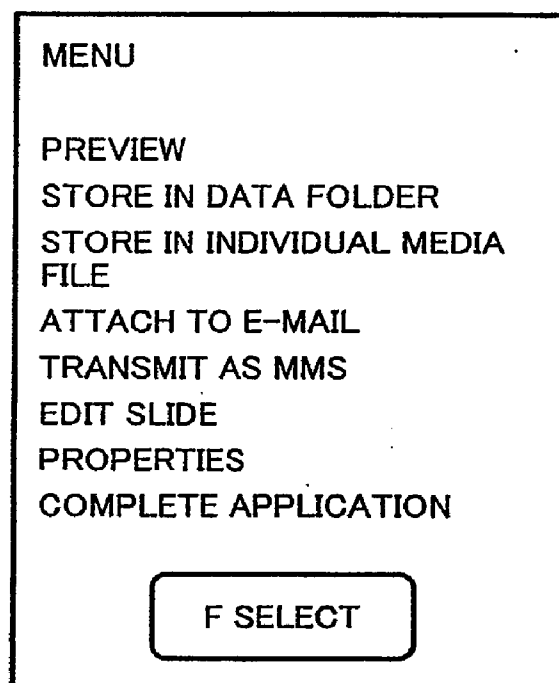 MENU
PREVIEW
STORE IN DATA FOLDER
STORE IN INDIVIDUAL MEDIA
FILE
ATTACH TO E-MAIL
TRANSMIT AS MMS
EDIT SLIDE
PROPERTIES
COMPLETE APPLICATION
F SELECT